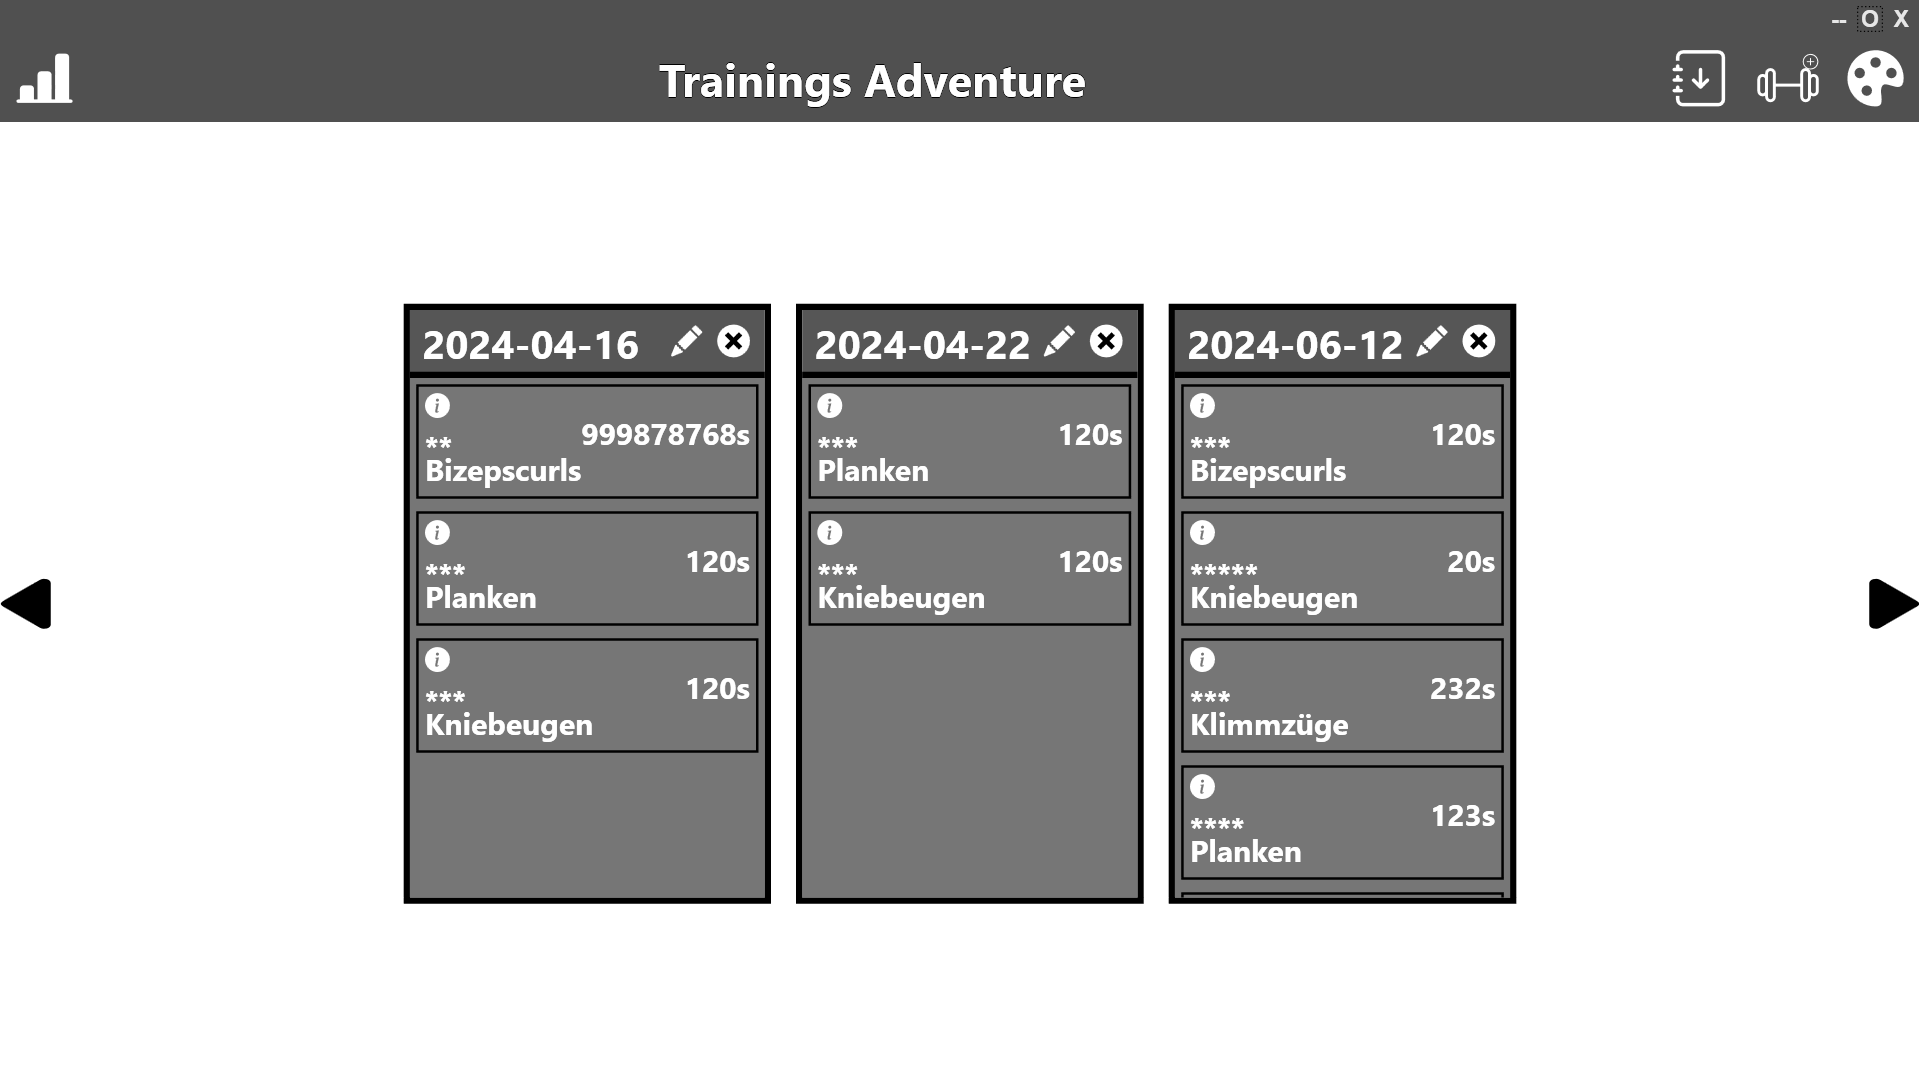 -- O X
Trainings Adventure
2024-04-16
i
** 999878768s
Bizepscurls
i
*** 120s
Planken
i
*** 120s
Kniebeugen
2024-04-22
i
*** 120s
Planken
i
*** 120s
Kniebeugen
2024-06-12
i
*** 120s
Bizepscurls
i
***** 20s
Kniebeugen
i
*** 232s
Klimmzüge
i
**** 123s
Planken